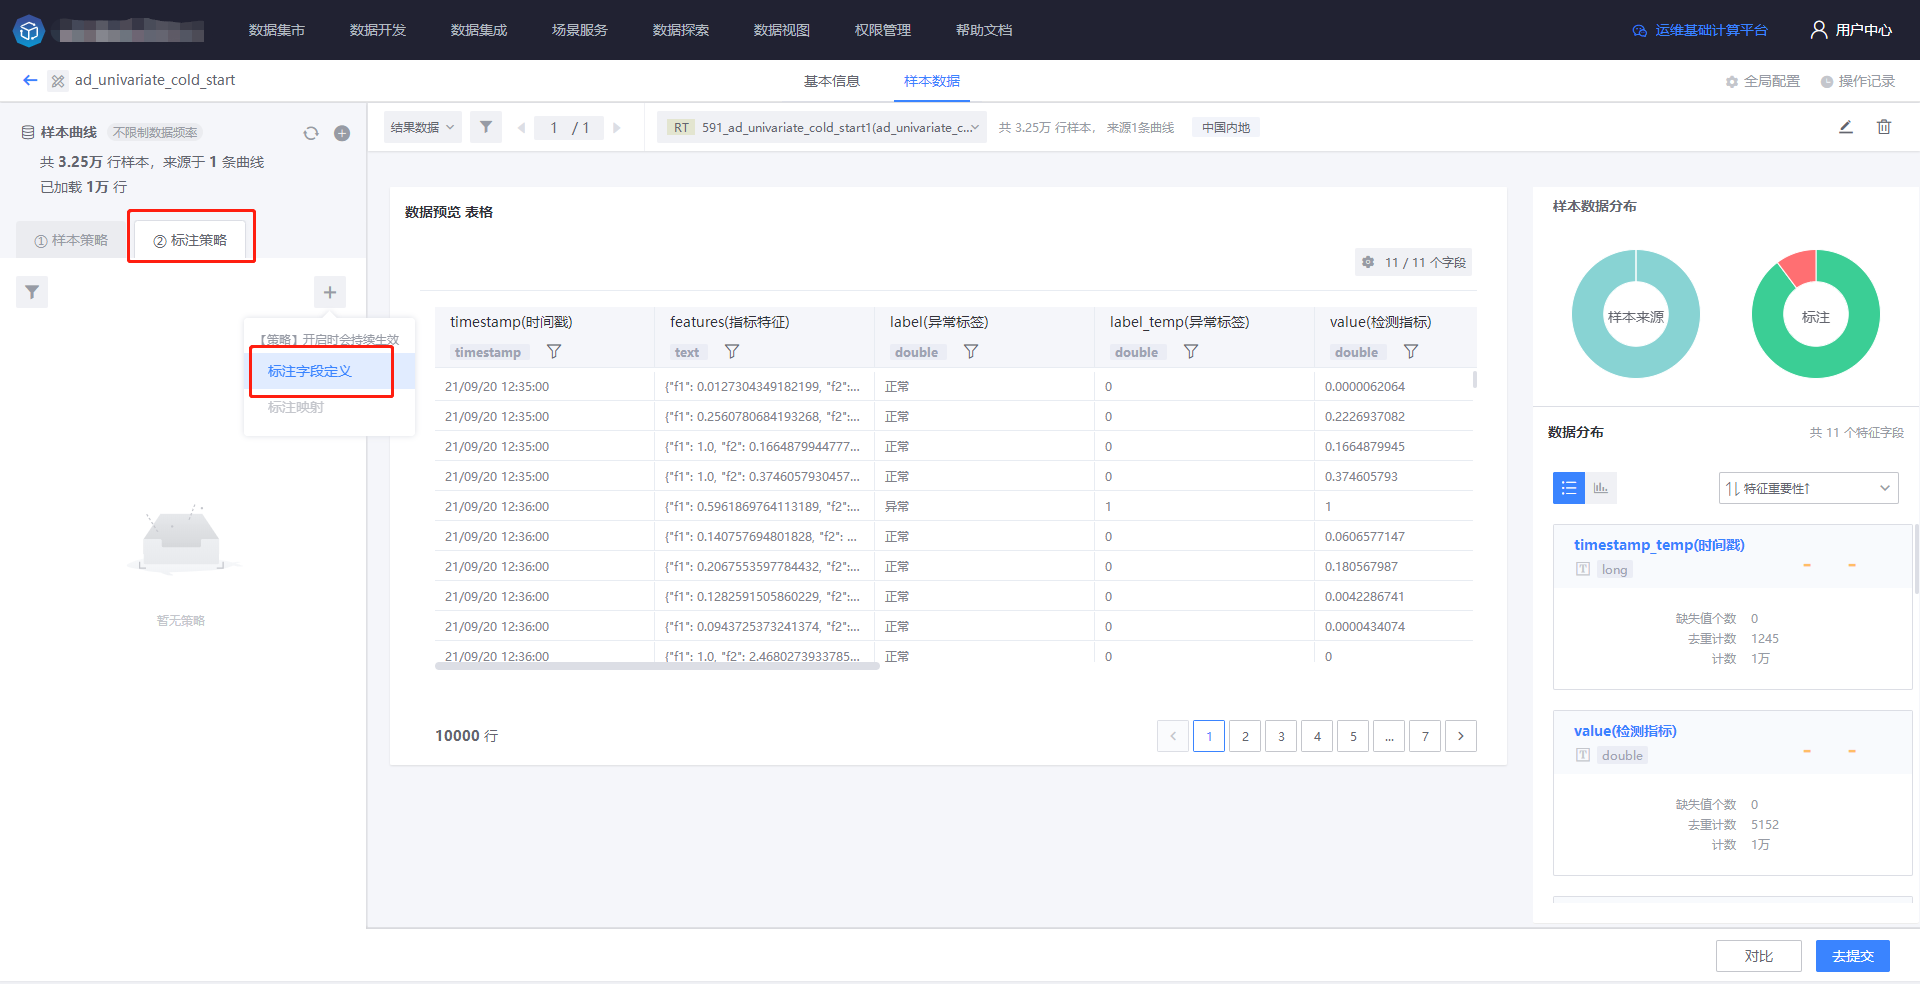 数据集市 数据开发 数据集成 场景服务 数据探索 数据视图 权限管理 帮助文档 运维基础计算平台 用户中心
ad_univariate_cold_start 基本信息 样本数据 全局配置 操作记录
样本曲线 不限制数据频率
共 3.25万 行样本，来源于 1 条曲线
已加载 1万 行
① 样本策略 ② 标注策略
【策略】开启时会持续生效
标注字段定义
标注映射
暂无策略
结果数据 1 / 1 RT 591_ad_univariate_cold_start1(ad_univariate_c... 共 3.25万 行样本， 来源1条曲线 中国内地
数据预览 表格
11 / 11 个字段
timestamp(时间戳) features(指标特征) label(异常标签) label_temp(异常标签) value(检测指标)
timestamp text double double double
21/09/20 12:35:00 {"f1": 0.0127304349182199, "f2":... 正常 0 0.0000062064
21/09/20 12:35:00 {"f1": 0.2560780684193268, "f2":... 正常 0 0.2226937082
21/09/20 12:35:00 {"f1": 1.0, "f2": 0.1664879944777... 正常 0 0.1664879945
21/09/20 12:35:00 {"f1": 1.0, "f2": 0.3746057930457... 正常 0 0.374605793
21/09/20 12:36:00 {"f1": 0.5961869764113189, "f2":... 异常 1 1
21/09/20 12:36:00 {"f1": 0.140757694801828, "f2": ... 正常 0 0.0606577147
21/09/20 12:36:00 {"f1": 0.2067553597784432, "f2":... 正常 0 0.180567987
21/09/20 12:36:00 {"f1": 0.1282591505860229, "f2":... 正常 0 0.0042286741
21/09/20 12:36:00 {"f1": 0.0943725373241374, "f2":... 正常 0 0.0000434074
21/09/20 12:36:00 {"f1": 1.0, "f2": 2.4680273933785... 正常 0 0
10000 行 1 2 3 4 5 ... 7
样本数据分布
样本来源 标注
数据分布 共 11 个特征字段
特征重要性↑
timestamp_temp(时间戳)
T long - -
缺失值个数 0
去重计数 1245
计数 1万
value(检测指标)
T double - -
缺失值个数 0
去重计数 5152
计数 1万
对比 去提交